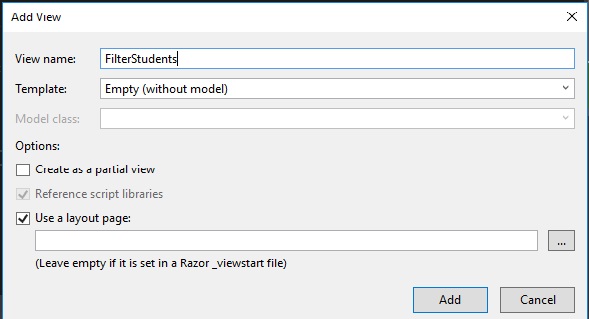 Add View
View name: FilterStudents
Template: Empty (without model)
Model class:
Options:
Create as a partial view
Reference script libraries
Use a layout page:
...
(Leave empty if it is set in a Razor _viewstart file)
Add Cancel